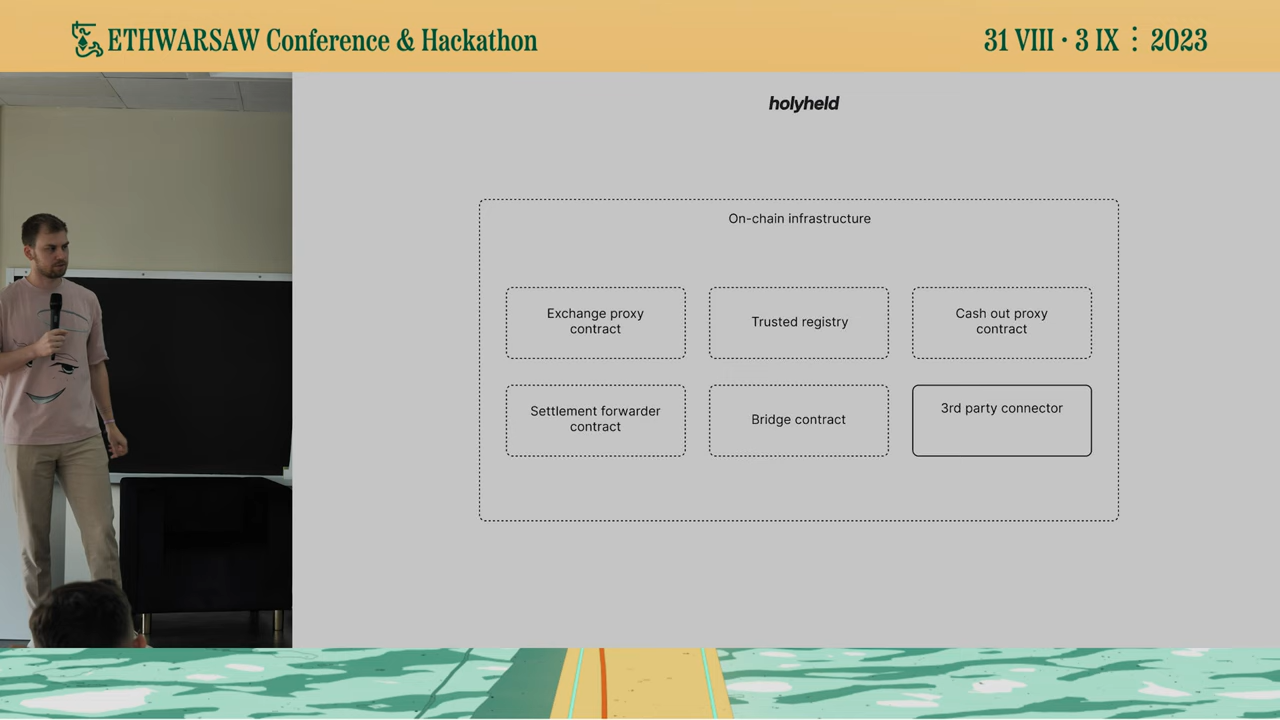 ETHWARSAW Conference & Hackathon
31 VIII · 3 IX ⋮ 2023
holyheld
On-chain infrastructure
Exchange proxy
contract
Trusted registry
Cash out proxy
contract
Settlement forwarder
contract
Bridge contract
3rd party connector